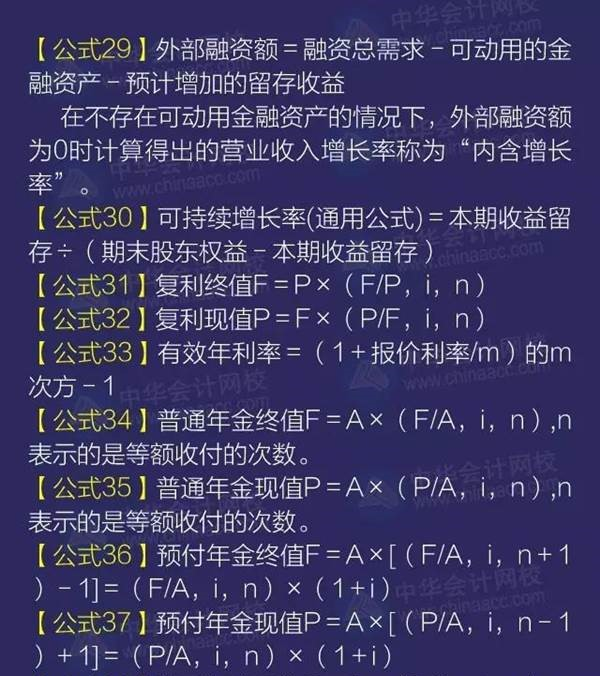 【公式29】外部融资额=融资总需求-可动用的金
融资产-预计增加的留存收益
在不存在可动用金融资产的情况下，外部融资额
为0时计算得出的营业收入增长率称为“内含增长
率”。
【公式30】可持续增长率(通用公式)=本期收益留
存÷（期末股东权益-本期收益留存）
【公式31】复利终值F=P×（F/P，i，n）
【公式32】复利现值P=F×（P/F，i，n）
【公式33】有效年利率=（1+报价利率/m）的m
次方-1
【公式34】普通年金终值F=A×（F/A，i，n）,n
表示的是等额收付的次数。
【公式35】普通年金现值P=A×（P/A，i，n）,n
表示的是等额收付的次数。
【公式36】预付年金终值F=A×[（F/A，i，n+1
）-1]=（F/A，i，n）×（1+i）
【公式37】预付年金现值P=A×[（P/A，i，n-1
）+1]=（P/A，i，n）×（1+i）
中华会计网校
www.chinaacc.com